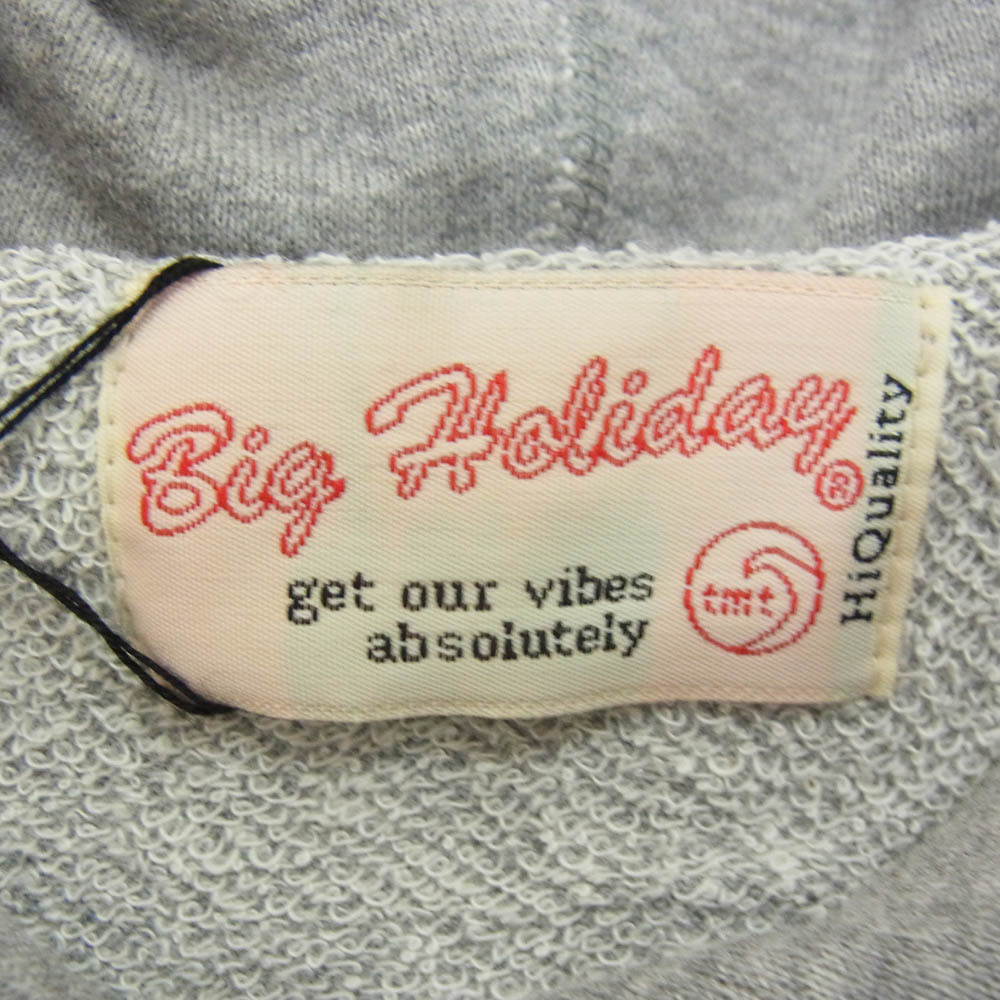 Big Holiday®
get our vibes
absolutely
tmt
HiQuality